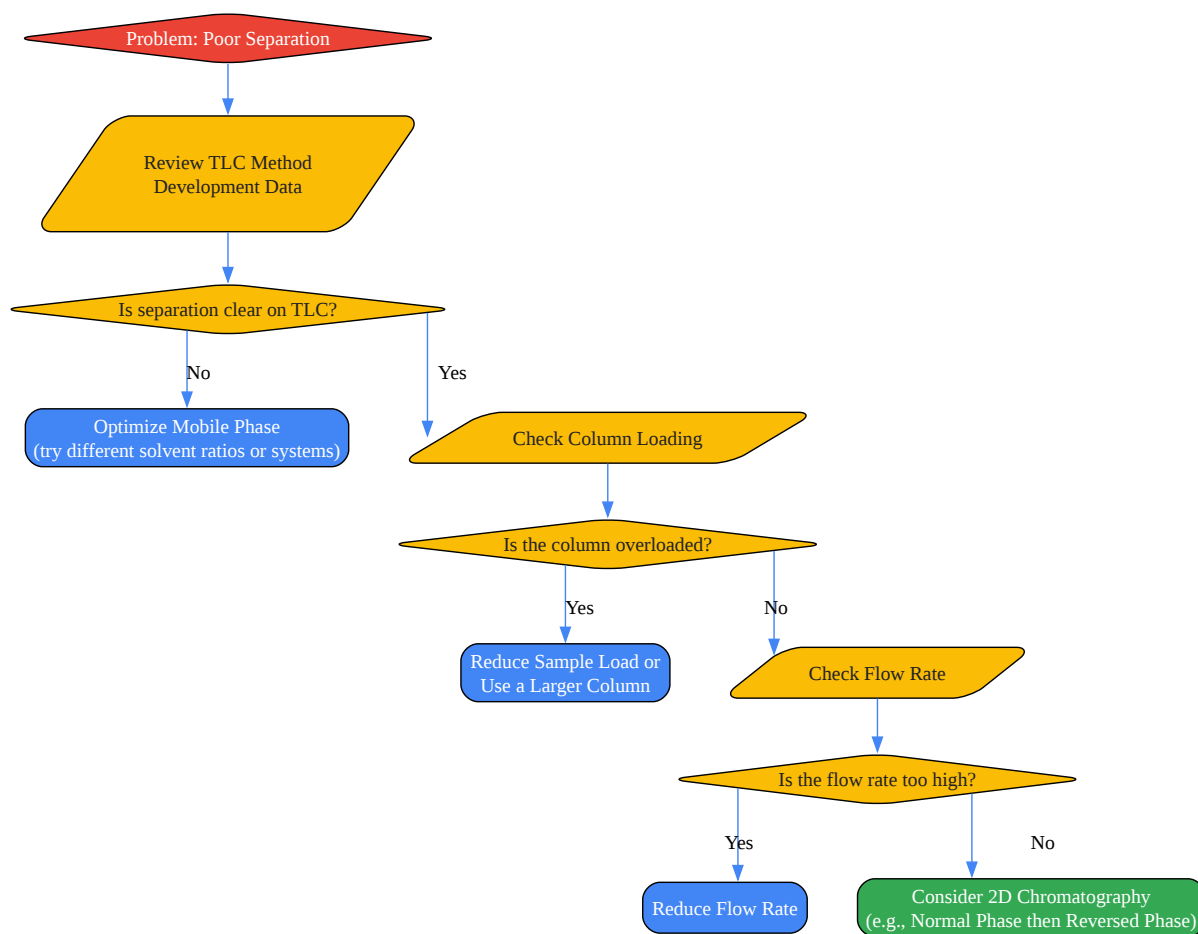 Problem: Poor Separation
Review TLC Method
Development Data
Is separation clear on TLC?
No
Yes
Optimize Mobile Phase
(try different solvent ratios or systems)
Check Column Loading
Is the column overloaded?
Yes
No
Reduce Sample Load or
Use a Larger Column
Check Flow Rate
Is the flow rate too high?
Yes
No
Reduce Flow Rate
Consider 2D Chromatography
(e.g., Normal Phase then Reversed Phase)